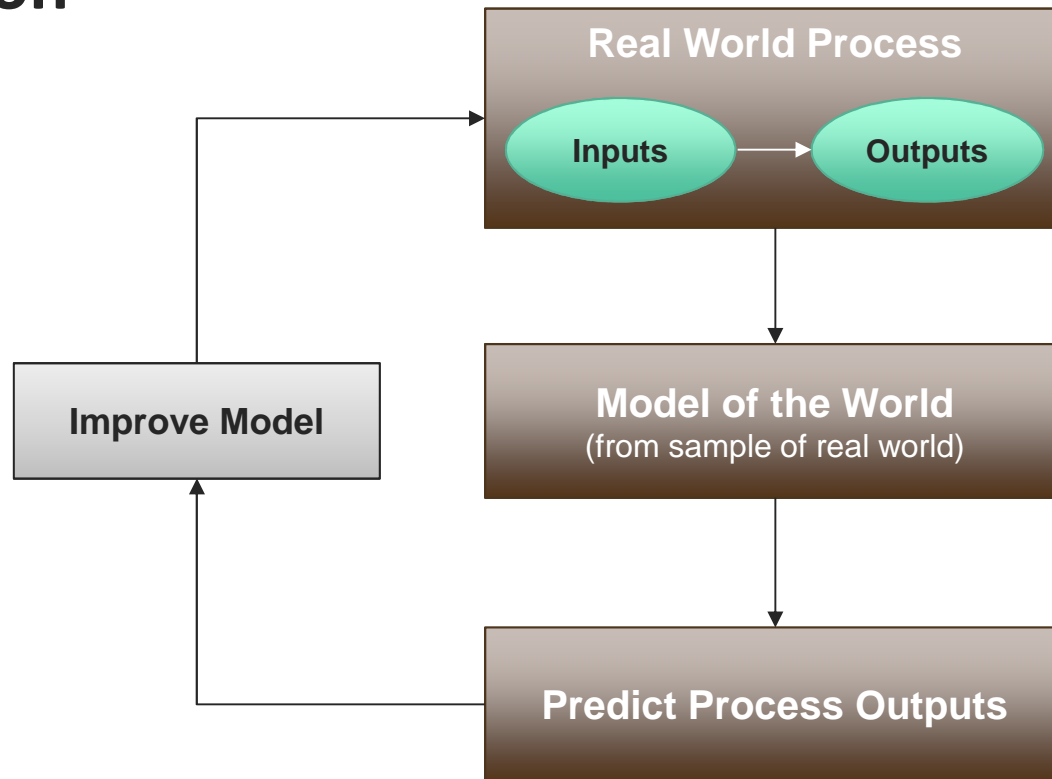 Real World Process
Inputs
Outputs
Improve Model
Model of the World
(from sample of real world)
Predict Process Outputs